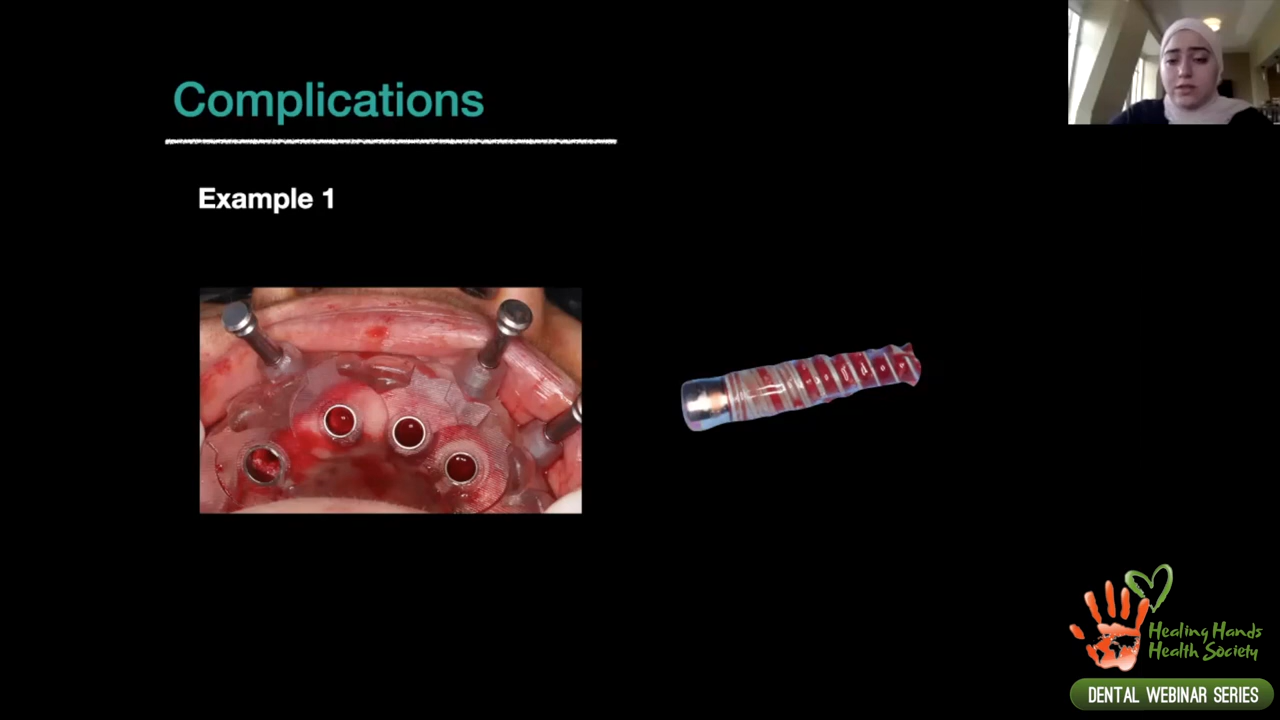 Complications
Example 1
Healing Hands
Health Society
DENTAL WEBINAR SERIES